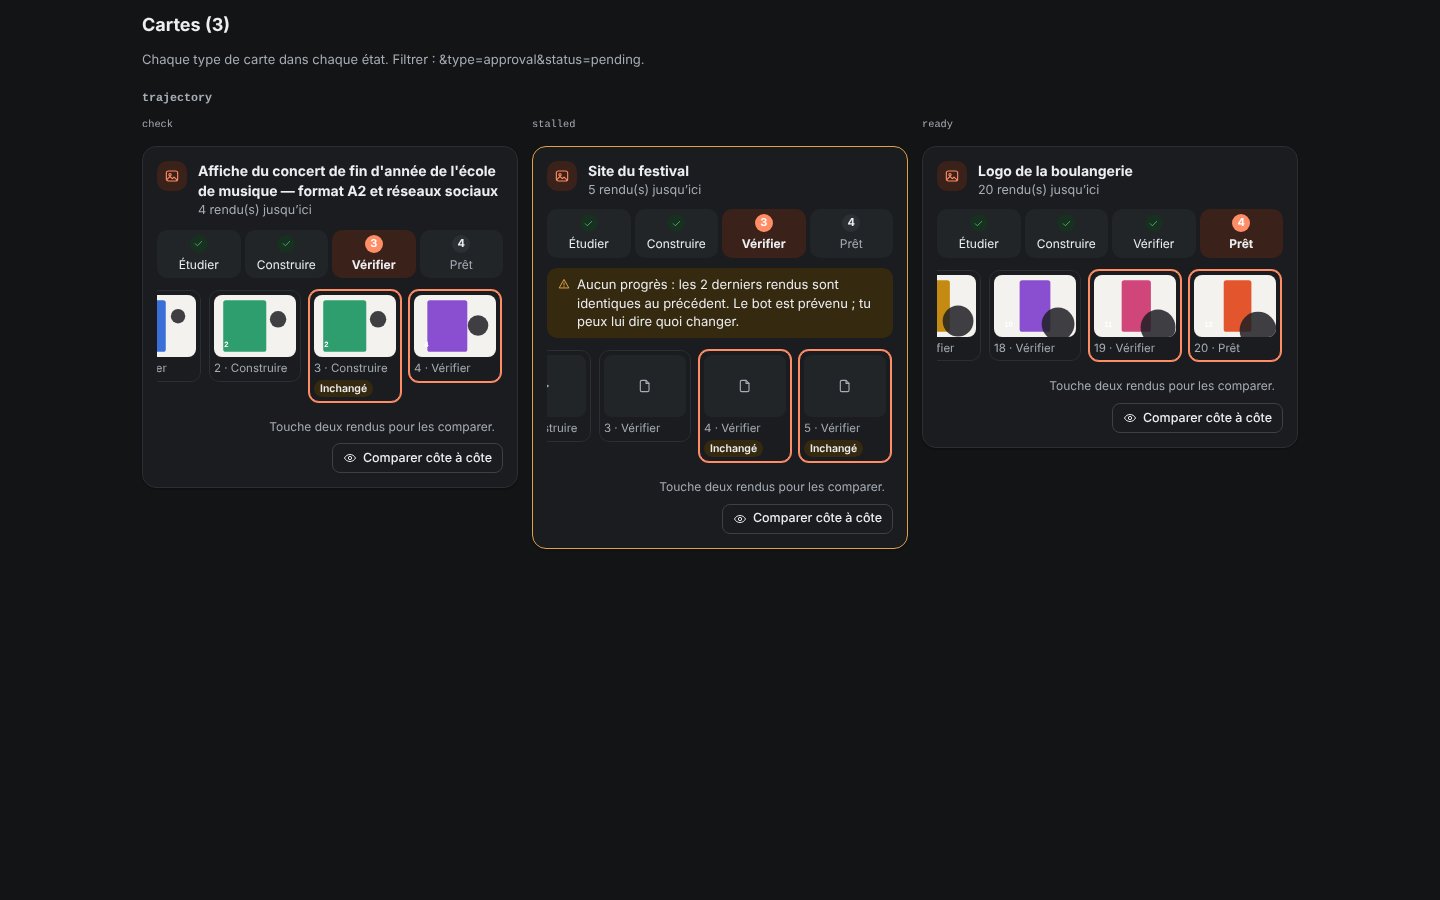 Cartes (3)
Chaque type de carte dans chaque état. Filtrer : &type=approval&status=pending.
trajectory
check
Affiche du concert de fin d'année de l'école
de musique — format A2 et réseaux sociaux
4 rendu(s) jusqu’ici
Étudier
Construire
3
Vérifier
4
Prêt
er
2
2 · Construire
2
3 · Construire
Inchangé
4 · Vérifier
Touche deux rendus pour les comparer.
Comparer côte à côte
stalled
Site du festival
5 rendu(s) jusqu’ici
Étudier
Construire
3
Vérifier
4
Prêt
Aucun progrès : les 2 derniers rendus sont
identiques au précédent. Le bot est prévenu ; tu
peux lui dire quoi changer.
struire
3 · Vérifier
4 · Vérifier
Inchangé
5 · Vérifier
Inchangé
Touche deux rendus pour les comparer.
Comparer côte à côte
ready
Logo de la boulangerie
20 rendu(s) jusqu’ici
Étudier
Construire
Vérifier
4
Prêt
fier
18 · Vérifier
19 · Vérifier
20 · Prêt
Touche deux rendus pour les comparer.
Comparer côte à côte